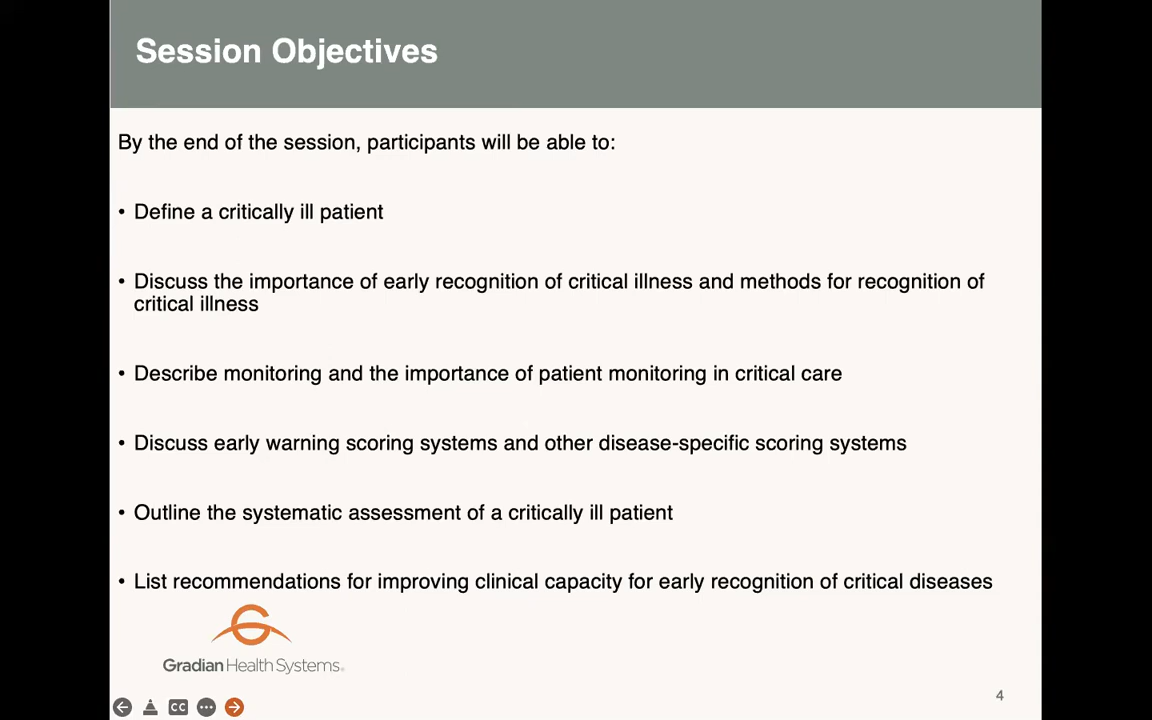 Session Objectives
By the end of the session, participants will be able to:
• Define a critically ill patient
• Discuss the importance of early recognition of critical illness and methods for recognition of
critical illness
• Describe monitoring and the importance of patient monitoring in critical care
• Discuss early warning scoring systems and other disease-specific scoring systems
• Outline the systematic assessment of a critically ill patient
• List recommendations for improving clinical capacity for early recognition of critical diseases
Gradian Health Systems
4
CC